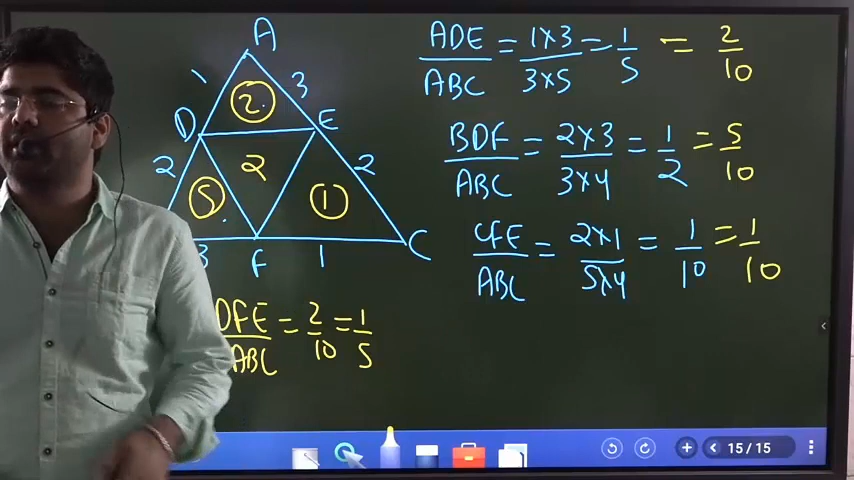 A
1
3
2
D
E
2
2
2
5
1
3
F
1
C
ADE/ABC = 1×3/3×5 = 1/5 = 2/10
BDF/ABC = 2×3/3×4 = 1/2 = 5/10
CFE/ABC = 2×1/5×4 = 1/10 = 1/10
DFE/ABC = 2/10 = 1/5
15/15